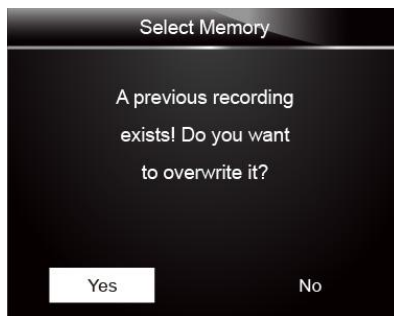 Select Memory
A previous recording
exists! Do you want
to overwrite it?
Yes No